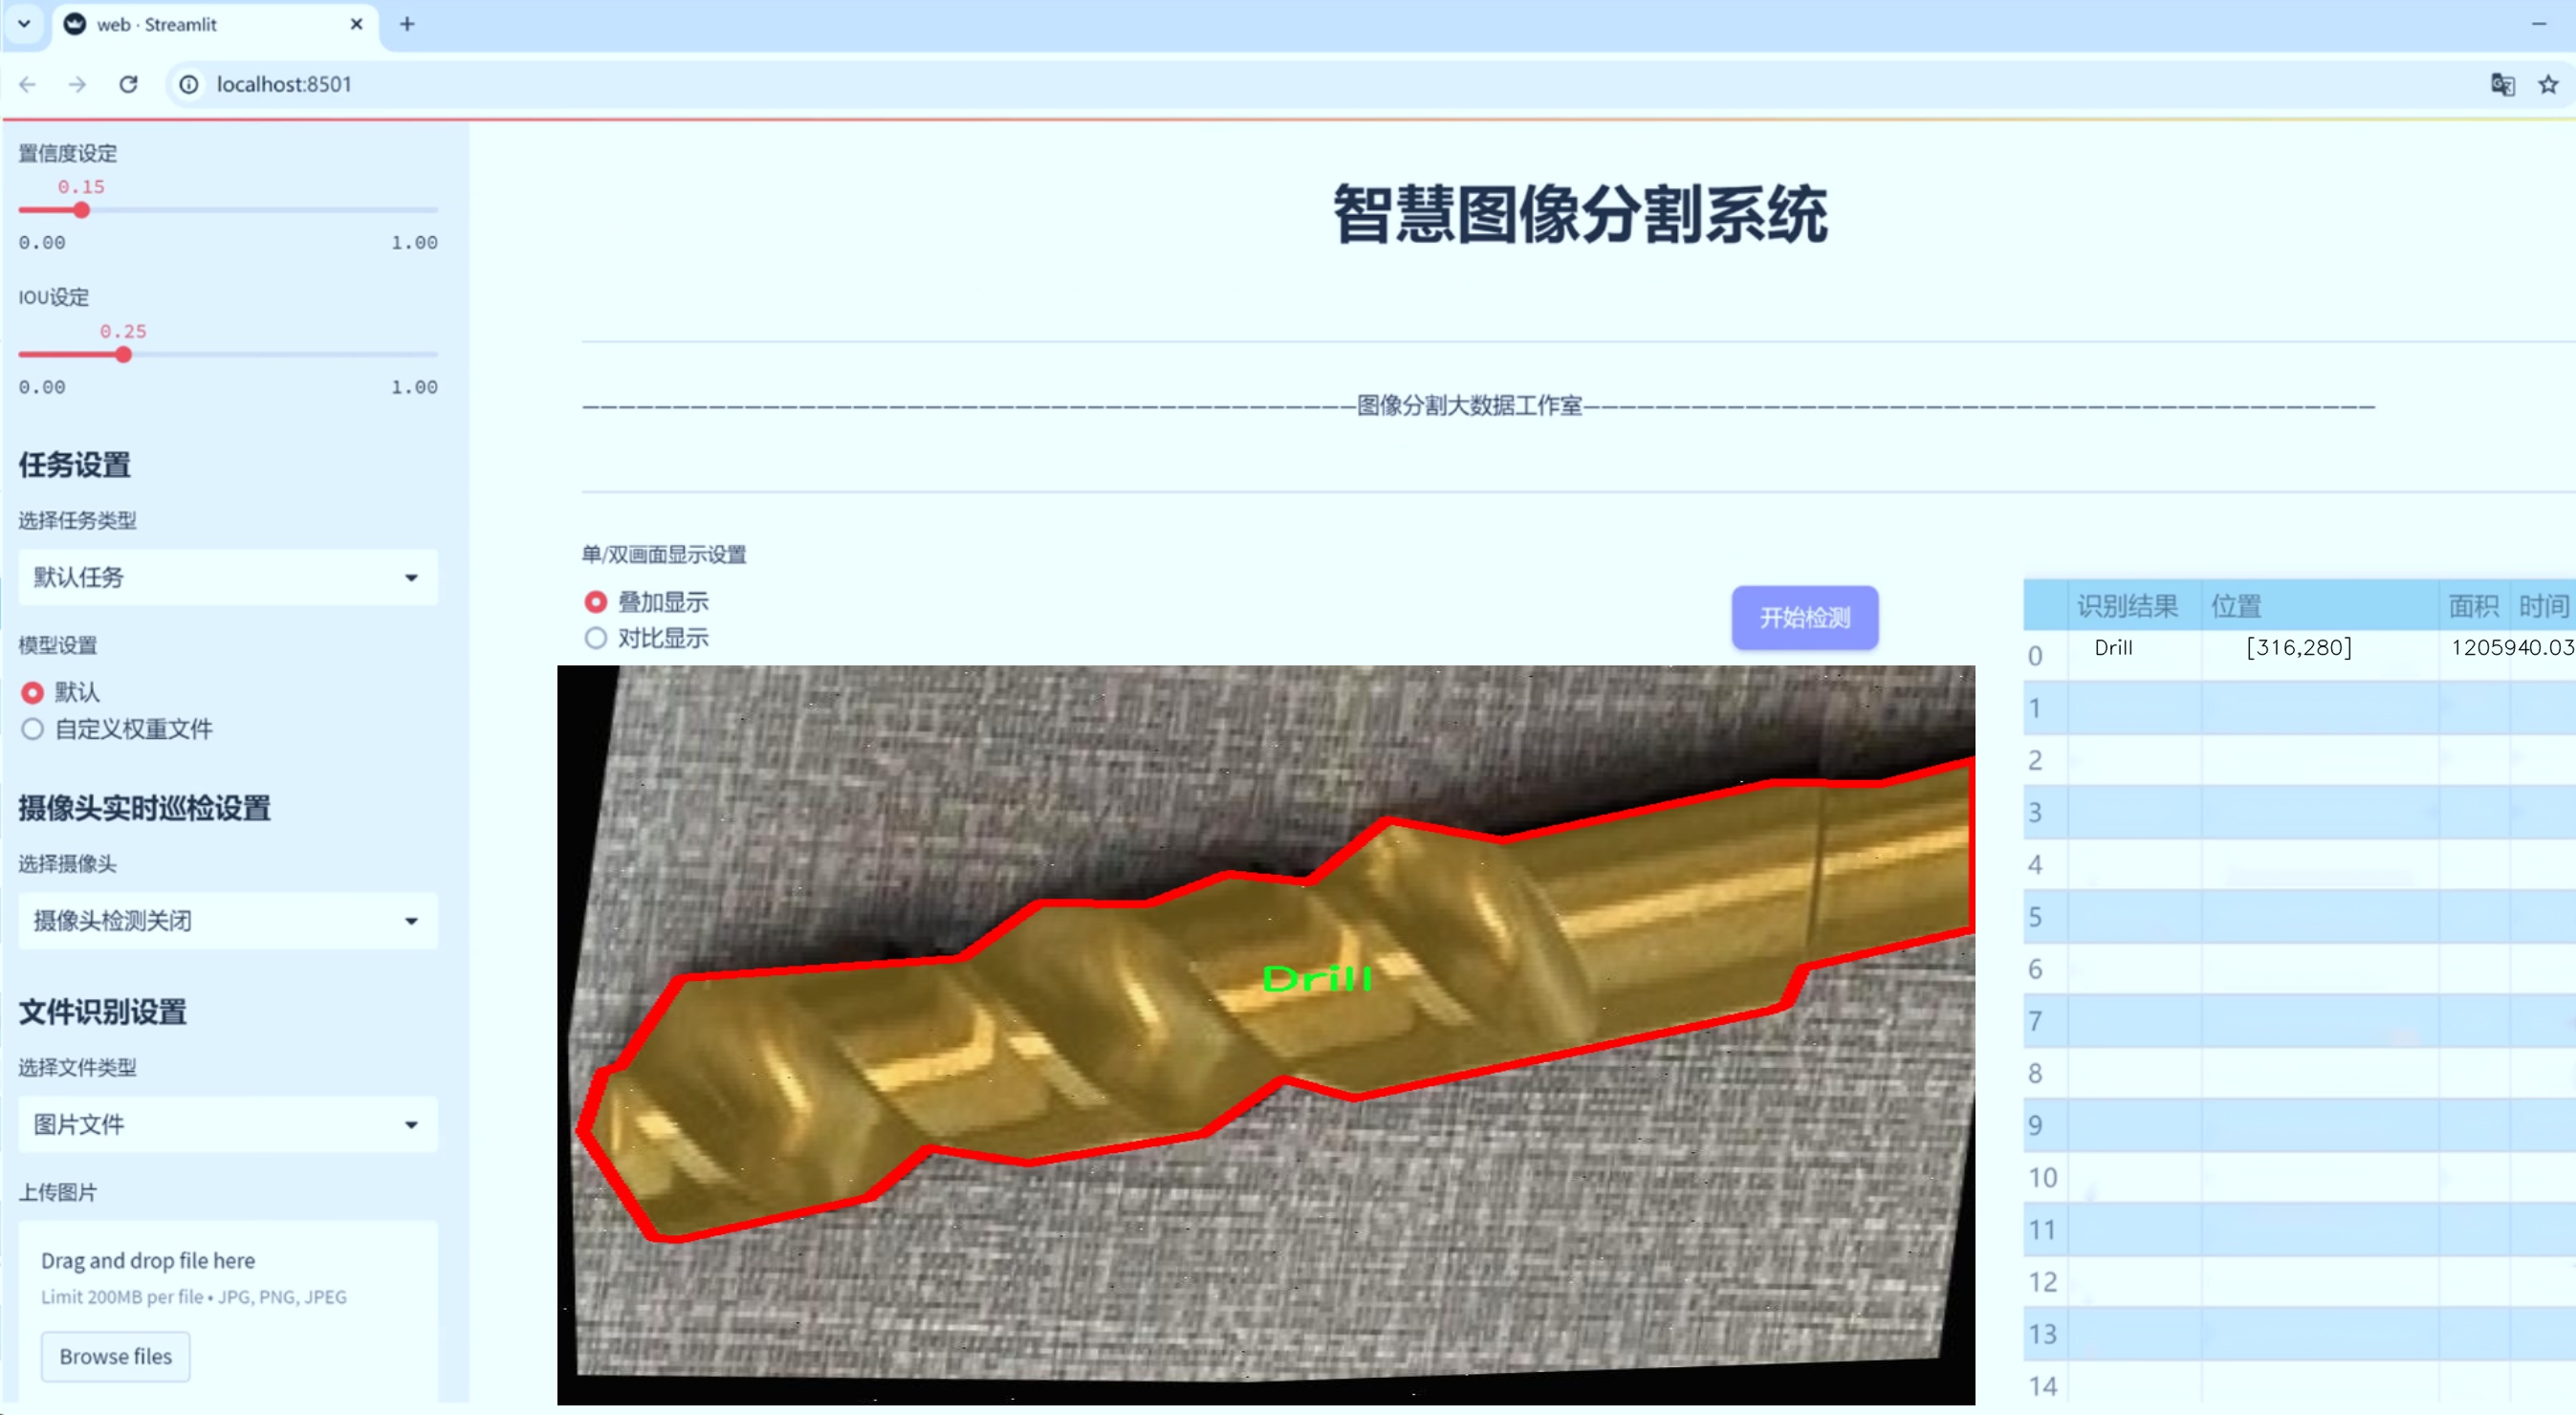 web · Streamlit
localhost:8501
置信度设定
0.15
0.00 1.00
IOU设定
0.25
0.00 1.00
任务设置
选择任务类型
默认任务
模型设置
默认
自定义权重文件
摄像头实时巡检设置
选择摄像头
摄像头检测关闭
文件识别设置
选择文件类型
图片文件
上传图片
Drag and drop file here
Limit 200MB per file • JPG, PNG, JPEG
Browse files
智慧图像分割系统
———————————————————————————————————————————图像分割大数据工作室————————————————————————————————————————————
单/双画面显示设置
叠加显示
对比显示
开始检测
Drill
识别结果 位置 面积 时间
0 Drill [316,280] 1205940.03
1
2
3
4
5
6
7
8
9
10
11
12
13
14